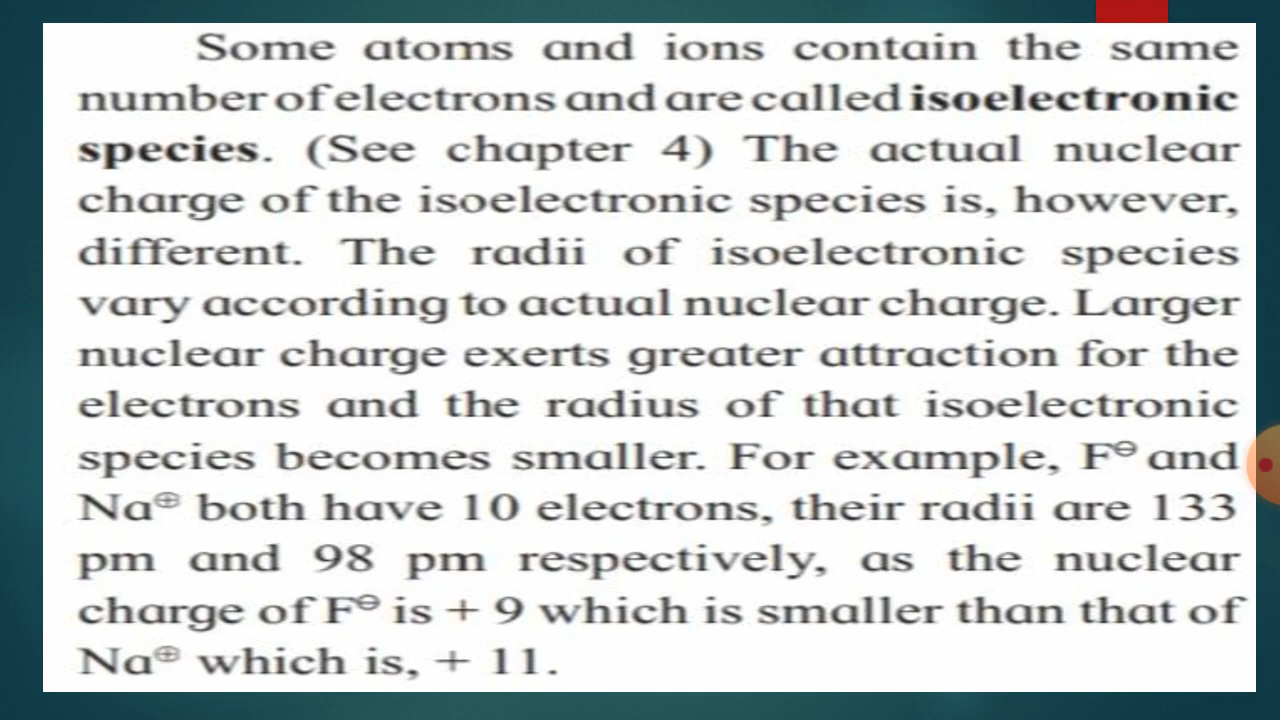 Some atoms and ions contain the same
number of electrons and are called isoelectronic
species. (See chapter 4) The actual nuclear
charge of the isoelectronic species is, however,
different. The radii of isoelectronic species
vary according to actual nuclear charge. Larger
nuclear charge exerts greater attraction for the
electrons and the radius of that isoelectronic
species becomes smaller. For example, F⊖ and
Na⊕ both have 10 electrons, their radii are 133
pm and 98 pm respectively, as the nuclear
charge of F⊖ is + 9 which is smaller than that of
Na⊕ which is, + 11.